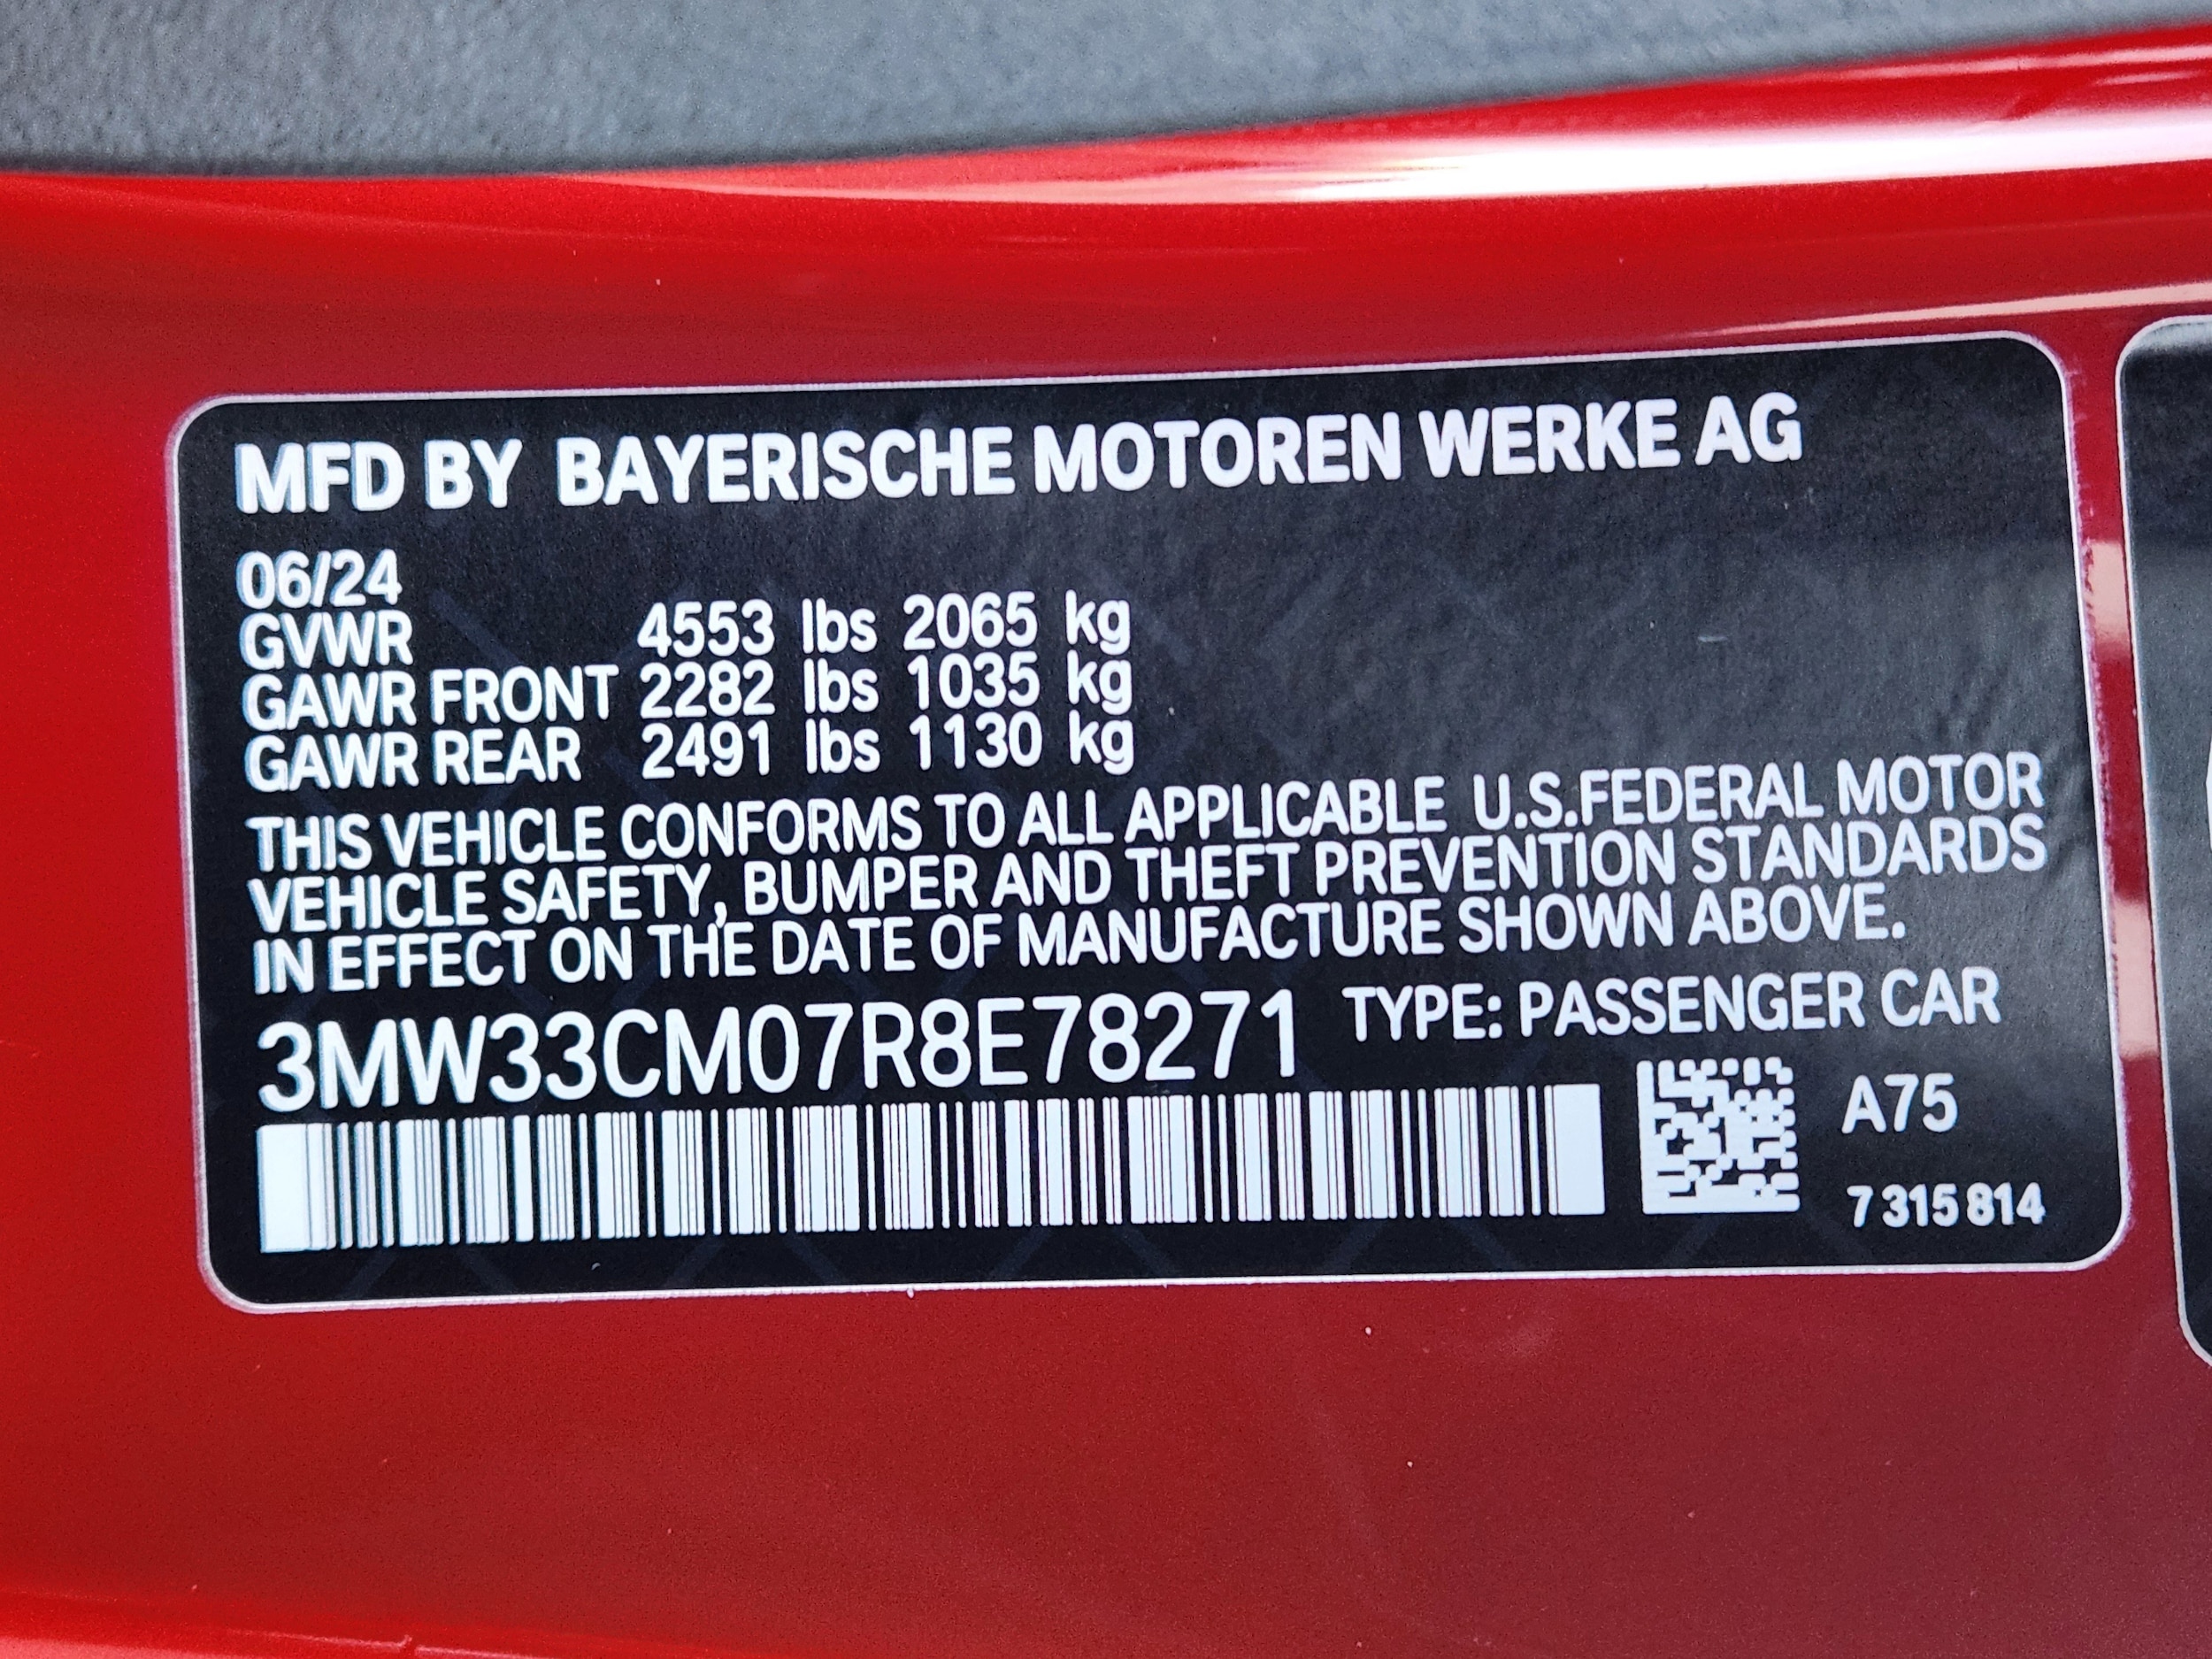 MFD BY BAYERISCHE MOTOREN WERKE AG
06/24
GVWR 4553 lbs 2065 kg
GAWR FRONT 2282 lbs 1035 kg
GAWR REAR 2491 lbs 1130 kg
THIS VEHICLE CONFORMS TO ALL APPLICABLE U.S.FEDERAL MOTOR
VEHICLE SAFETY, BUMPER AND THEFT PREVENTION STANDARDS
IN EFFECT ON THE DATE OF MANUFACTURE SHOWN ABOVE.
3MW33CM07R8E78271 TYPE: PASSENGER CAR
A75
7 315 814